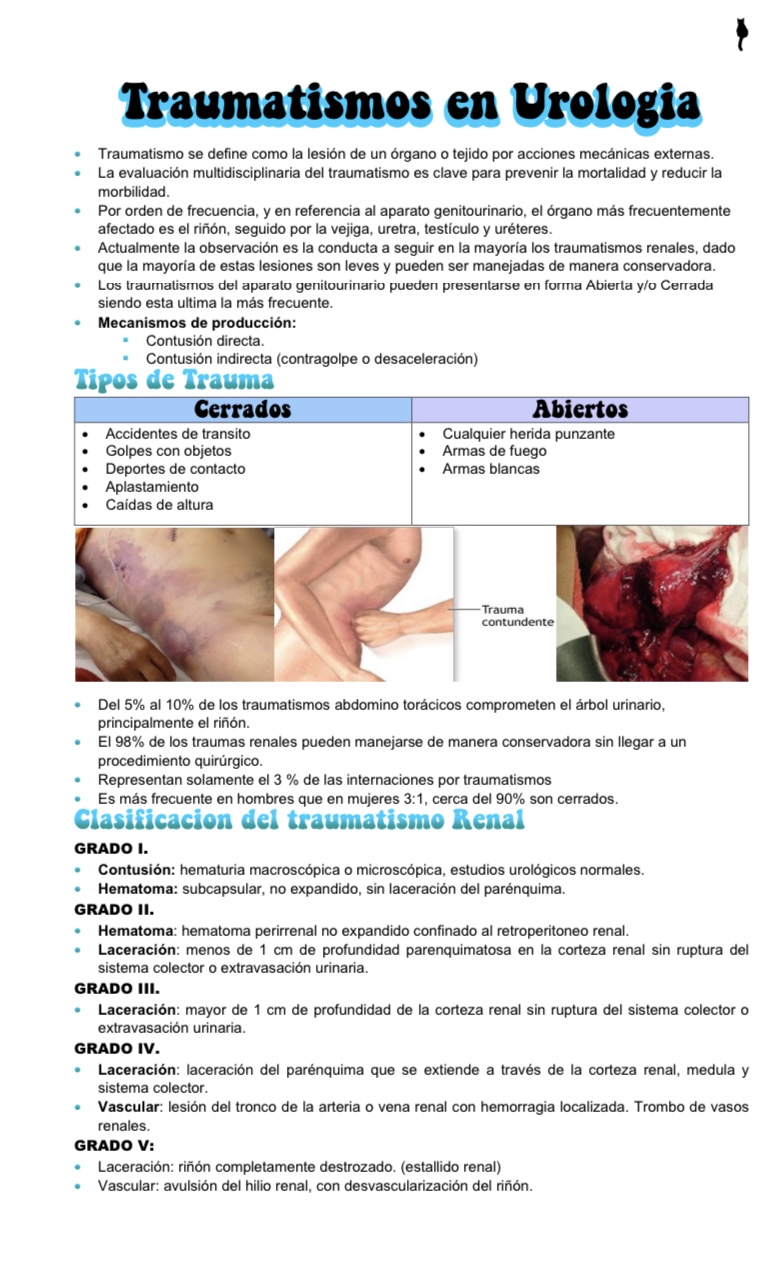 Traumatismos en Urologia
Traumatismo se define como la lesión de un órgano o tejido por acciones mecánicas externas.
La evaluación multidisciplinaria del traumatismo es clave para prevenir la mortalidad y reducir la
morbilidad.
Por orden de frecuencia, y en referencia al aparato genitourinario, el órgano más frecuentemente
afectado es el riñón, seguido por la vejiga, uretra, testículo y uréteres.
Actualmente la observación es la conducta a seguir en la mayoría los traumatismos renales, dado
que la mayoría de estas lesiones son leves y pueden ser manejadas de manera conservadora.
Los traumatismos del aparato genitourinario pueden presentarse en forma Abierta y/o Cerrada
siendo esta ultima la más frecuente.
Mecanismos de producción:
Contusión directa.
Contusión indirecta (contragolpe o desaceleración)
Tipos de Trauma
Cerrados
Accidentes de transito
Golpes con objetos
Deportes de contacto
Aplastamiento
Caídas de altura
Abiertos
Cualquier herida punzante
Armas de fuego
Armas blancas
Trauma
contundente
Del 5% al 10% de los traumatismos abdomino torácicos comprometen el árbol urinario,
principalmente el riñón.
El 98% de los traumas renales pueden manejarse de manera conservadora sin llegar a un
procedimiento quirúrgico.
Representan solamente el 3 % de las internaciones por traumatismos
Es más frecuente en hombres que en mujeres 3:1, cerca del 90% son cerrados.
Clasificacion del traumatismo Renal
GRADO I.
Contusión: hematuria macroscópica o microscópica, estudios urológicos normales.
Hematoma: subcapsular, no expandido, sin laceración del parénquima.
GRADO II.
Hematoma: hematoma perirrenal no expandido confinado al retroperitoneo renal.
Laceración: menos de 1 cm de profundidad parenquimatosa en la corteza renal sin ruptura del
sistema colector o extravasación urinaria.
GRADO III.
Laceración: mayor de 1 cm de profundidad de la corteza renal sin ruptura del sistema colector o
extravasación urinaria.
GRADO IV.
Laceración: laceración del parénquima que se extiende a través de la corteza renal, medula y
sistema colector.
Vascular: lesión del tronco de la arteria o vena renal con hemorragia localizada. Trombo de vasos
renales.
GRADO V:
Laceración: riñón completamente destrozado. (estallido renal)
Vascular: avulsión del hilio renal, con desvascularización del riñón.